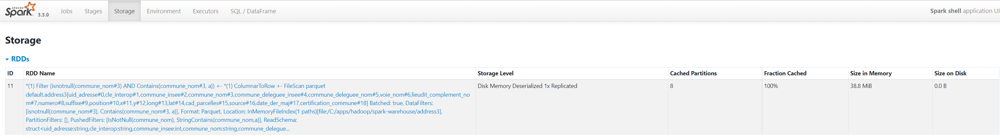 APACHE
Spark 3.3.0 Jobs Stages Storage Environment Executors SQL / DataFrame Spark shell application UI
Storage
RDDs
ID RDD Name Storage Level Cached Partitions Fraction Cached Size in Memory Size on Disk
11 *(1) Filter (isnotnull(commune_nom#3) AND Contains(commune_nom#3, a)) +- *(1) ColumnarToRow +- FileScan parquet Disk Memory Deserialized 1x Replicated 8 100% 38.8 MiB 0.0 B
default.address3[uid_adresse#0,cle_interop#1,commune_insee#2,commune_nom#3,commune_deleguee_insee#4,commune_deleguee_nom#5,voie_nom#6,lieudit_complement_no
m#7,numero#8,suffixe#9,position#10,x#11,y#12,long#13,lat#14,cad_parcelles#15,source#16,date_der_maj#17,certification_commune#18] Batched: true, DataFilters:
[isnotnull(commune_nom#3), Contains(commune_nom#3, a)], Format: Parquet, Location: InMemoryFileIndex(1 paths)[file:/C:/apps/hadoop/spark-warehouse/address3],
PartitionFilters: [], PushedFilters: [IsNotNull(commune_nom), StringContains(commune_nom,a)], ReadSchema:
struct<uid_adresse:string,cle_interop:string,commune_insee:int,commune_nom:string,commune_delegue...